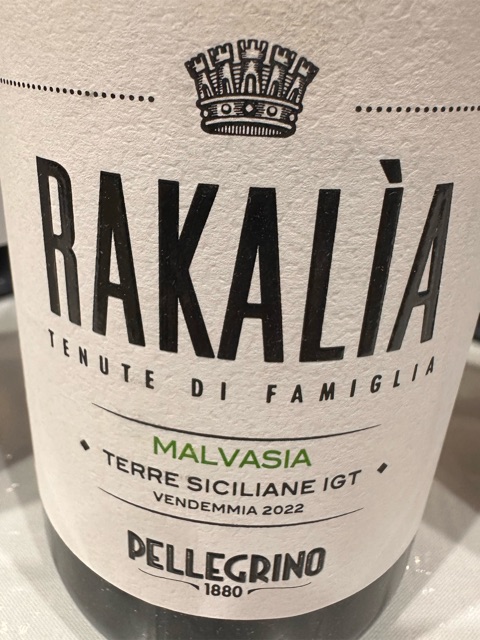 RAKALÌA
TENUTE DI FAMIGLIA
MALVASIA
TERRE SICILIANE IGT
VENDEMMIA 2022
PELLEGRINO
1880